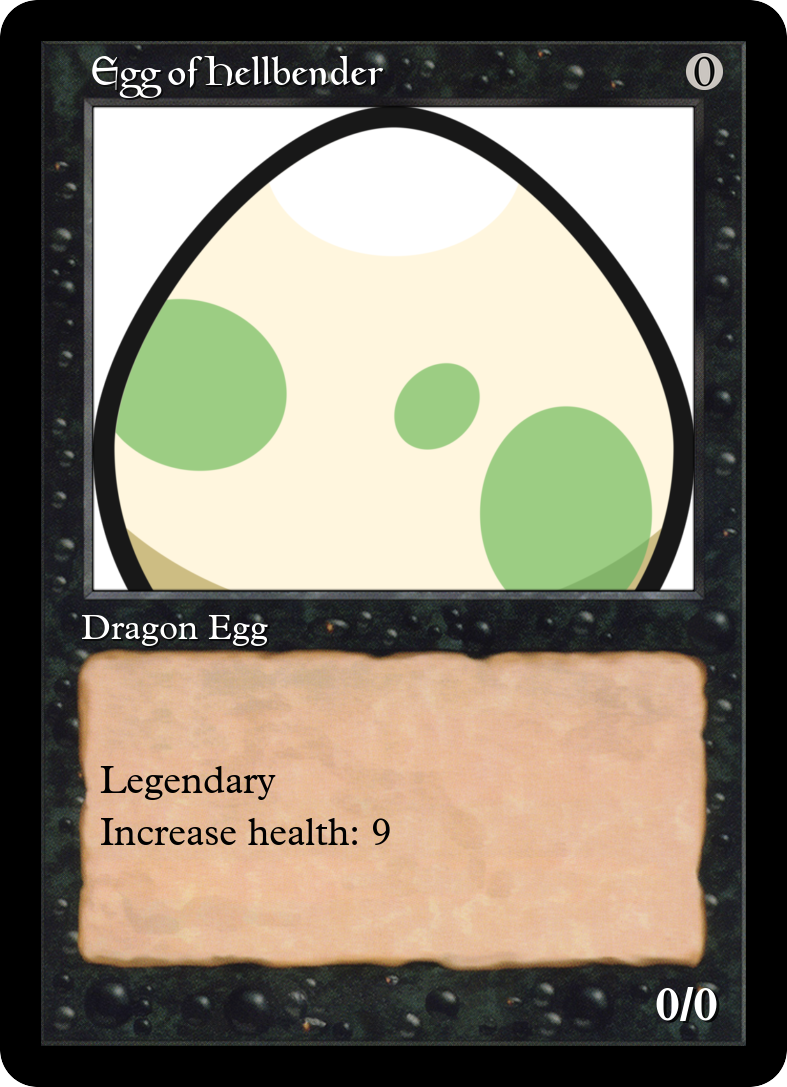 Egg of Hellbender
0
Dragon Egg
Legendary
Increase health: 9
0/0